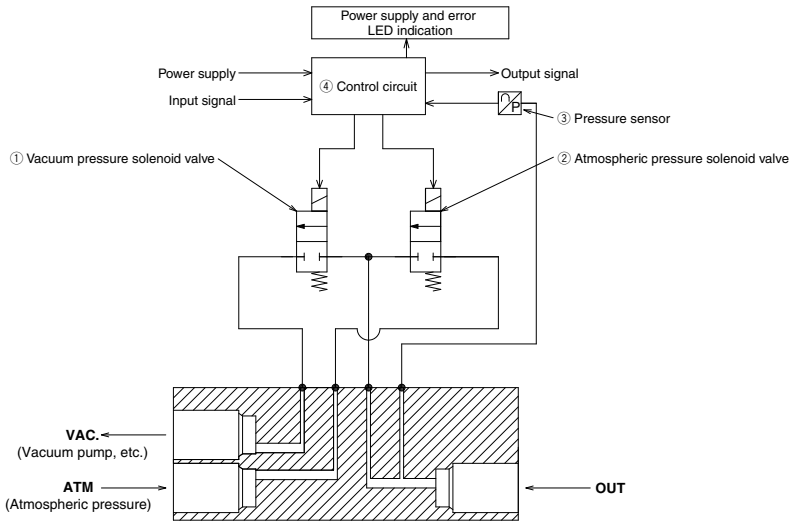 Power supply and error
LED indication
Power supply
④ Control circuit
Output signal
Input signal
P
③ Pressure sensor
① Vacuum pressure solenoid valve
② Atmospheric pressure solenoid valve
VAC.
(Vacuum pump, etc.)
ATM
(Atmospheric pressure)
OUT